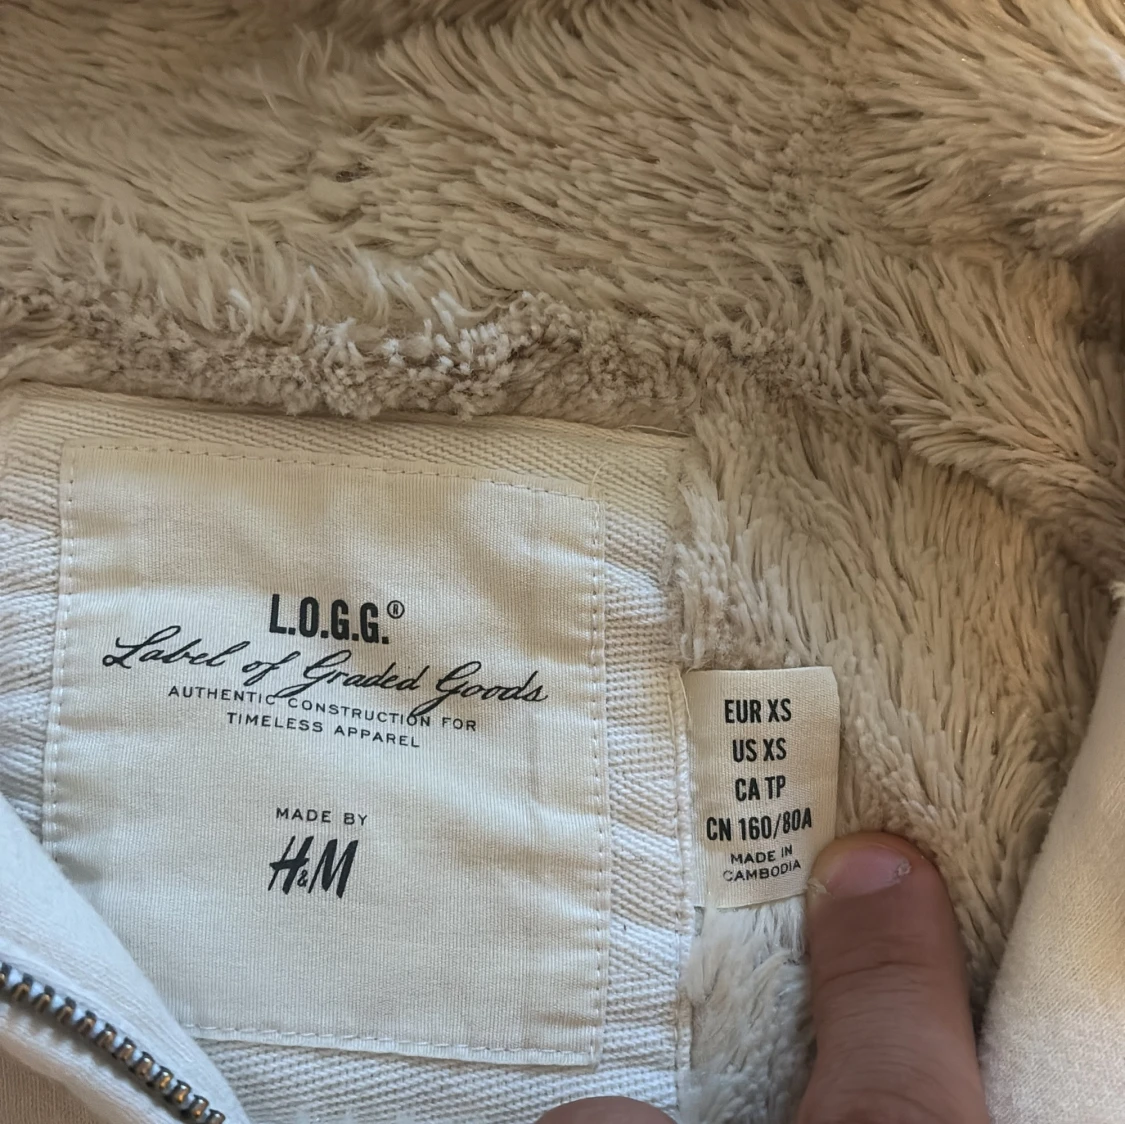 L.O.G.G.®
Label of Graded Goods
AUTHENTIC CONSTRUCTION FOR
TIMELESS APPAREL
MADE BY
H&M
EUR XS
US XS
CA TP
CN 160/80A
MADE IN
CAMBODIA